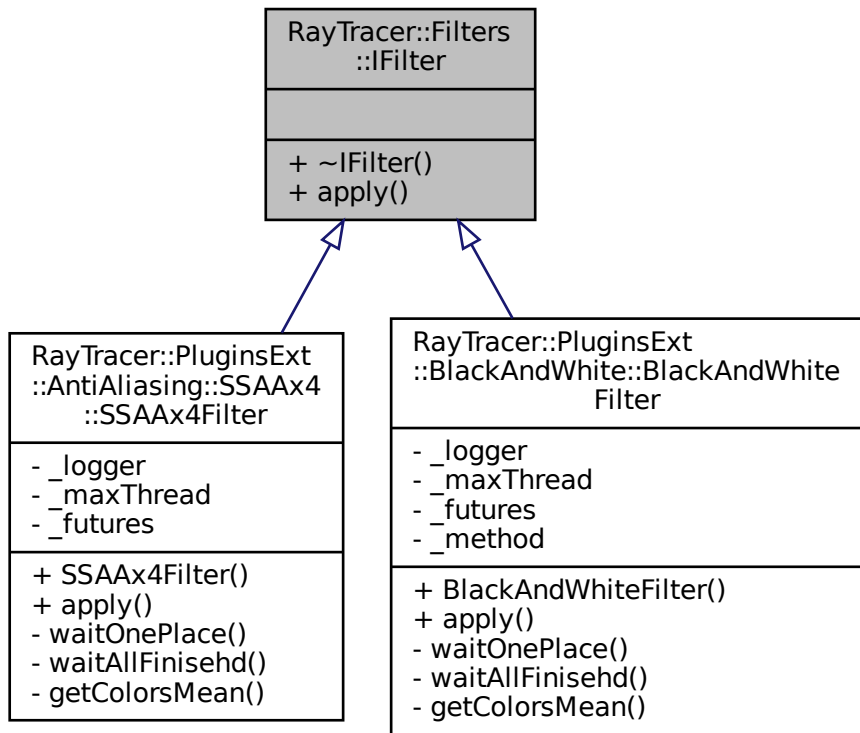 RayTracer::Filters
::IFilter
+ ~IFilter()
+ apply()
RayTracer::PluginsExt
::AntiAliasing::SSAAx4
::SSAAx4Filter
- _logger
- _maxThread
- _futures
+ SSAAx4Filter()
+ apply()
- waitOnePlace()
- waitAllFinisehd()
- getColorsMean()
RayTracer::PluginsExt
::BlackAndWhite::BlackAndWhite
Filter
- _logger
- _maxThread
- _futures
- _method
+ BlackAndWhiteFilter()
+ apply()
- waitOnePlace()
- waitAllFinisehd()
- getColorsMean()